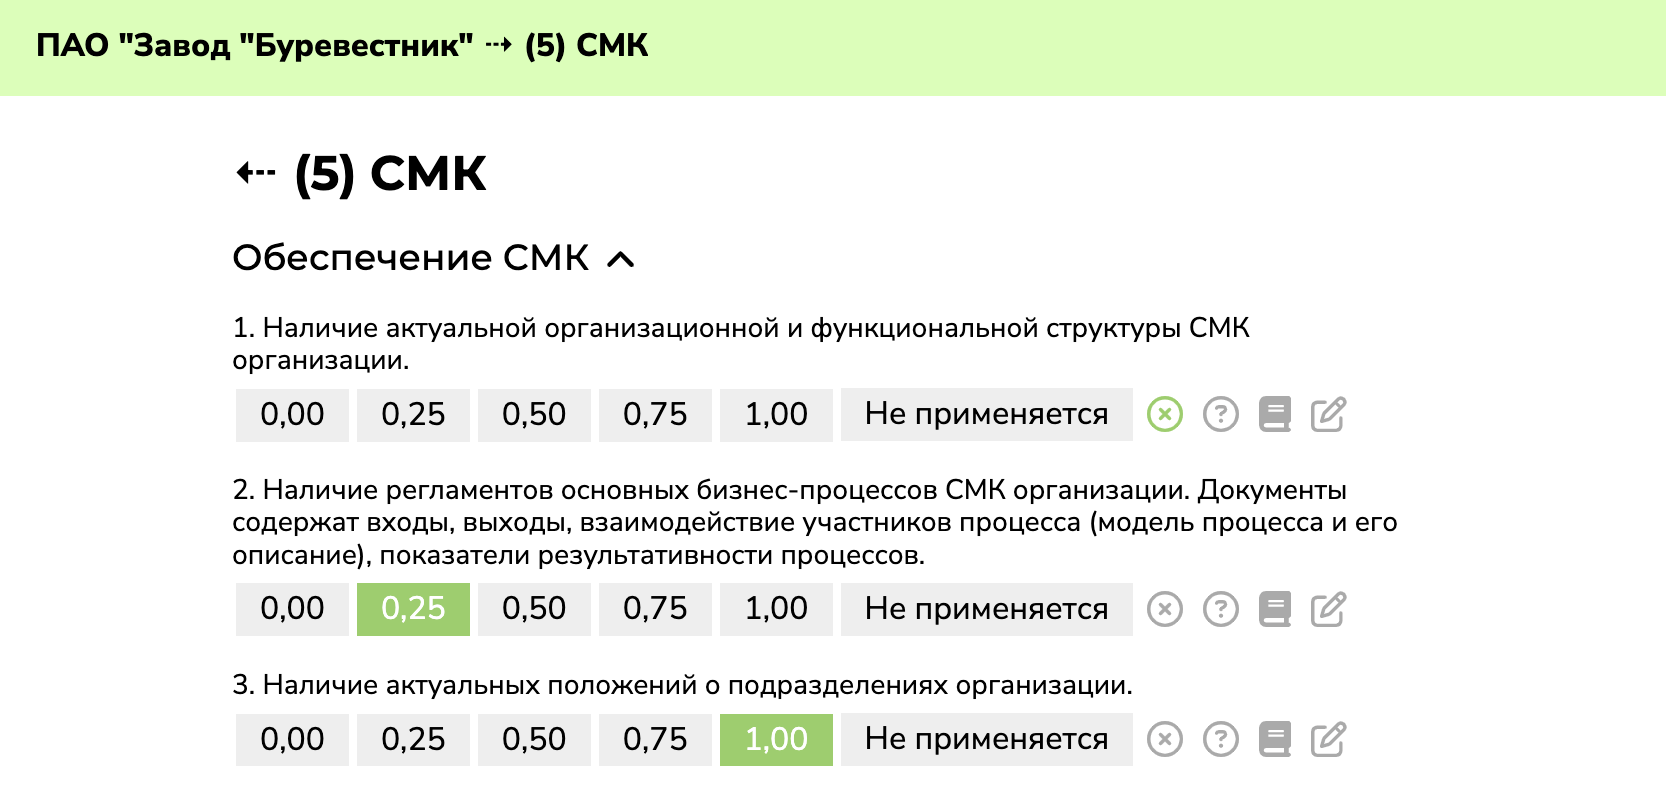 ПАО "Завод "Буревестник" ⇢ (5) СМК
⇠ (5) СМК
Обеспечение СМК
1. Наличие актуальной организационной и функциональной структуры СМК
организации.
0,00 0,25 0,50 0,75 1,00 Не применяется
2. Наличие регламентов основных бизнес-процессов СМК организации. Документы
содержат входы, выходы, взаимодействие участников процесса (модель процесса и его
описание), показатели результативности процессов.
0,00 0,25 0,50 0,75 1,00 Не применяется
3. Наличие актуальных положений о подразделениях организации.
0,00 0,25 0,50 0,75 1,00 Не применяется